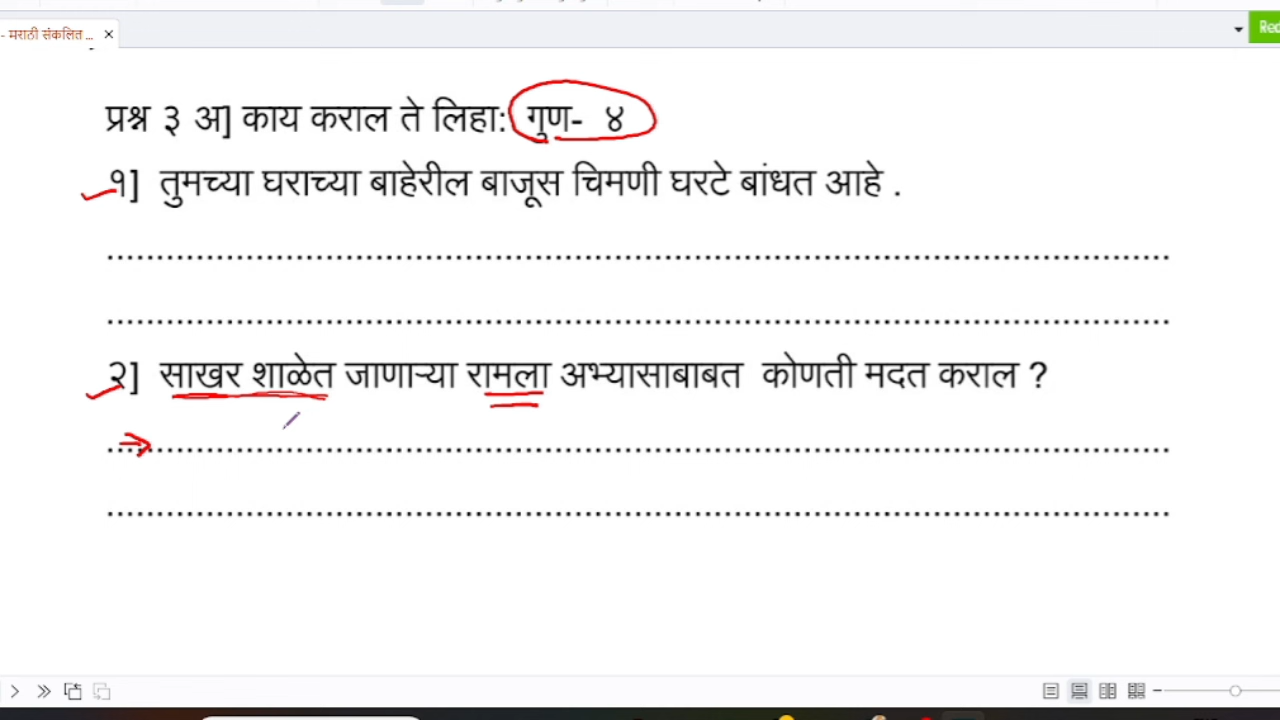 - मराठी संकलित ...
Rec
प्रश्न ३ अ] काय कराल ते लिहा: गुण- ४
१] तुमच्या घराच्या बाहेरील बाजूस चिमणी घरटे बांधत आहे .
................................................................................
................................................................................
२] साखर शाळेत जाणाऱ्या रामला अभ्यासाबाबत कोणती मदत कराल ?
................................................................................
................................................................................